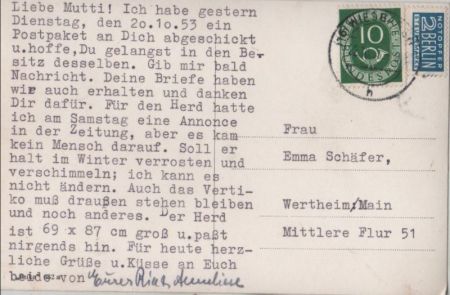 Liebe Mutti! Ich habe gestern
Dienstag, den 20.10.53 ein
Postpaket an Dich abgeschickt
u.hoffe,Du gelangst in den Be-
sitz desselben. Gib mir bald
Nachricht. Deine Briefe haben
wir auch erhalten und danken
Dir dafür. Für den Herd hatte
ich am Samstag eine Annonce
in der Zeitung, aber es kam
kein Mensch darauf. Soll er
halt im Winter verrosten und
verschimmeln; ich kann es
nicht ändern. Auch das Verti-
ko muß draußen stehen bleiben
und noch anderes. Der Herd
ist 69 x 87 cm groß u.paßt
nirgends hin. Für heute herz-
liche Grüße u.Küsse an Euch
beide von Eurer
WIESB
10
NOTOPFER
2 BERLIN
STEUERMARKE
Frau
Emma Schäfer,
Wertheim/Main
Mittlere Flur 51